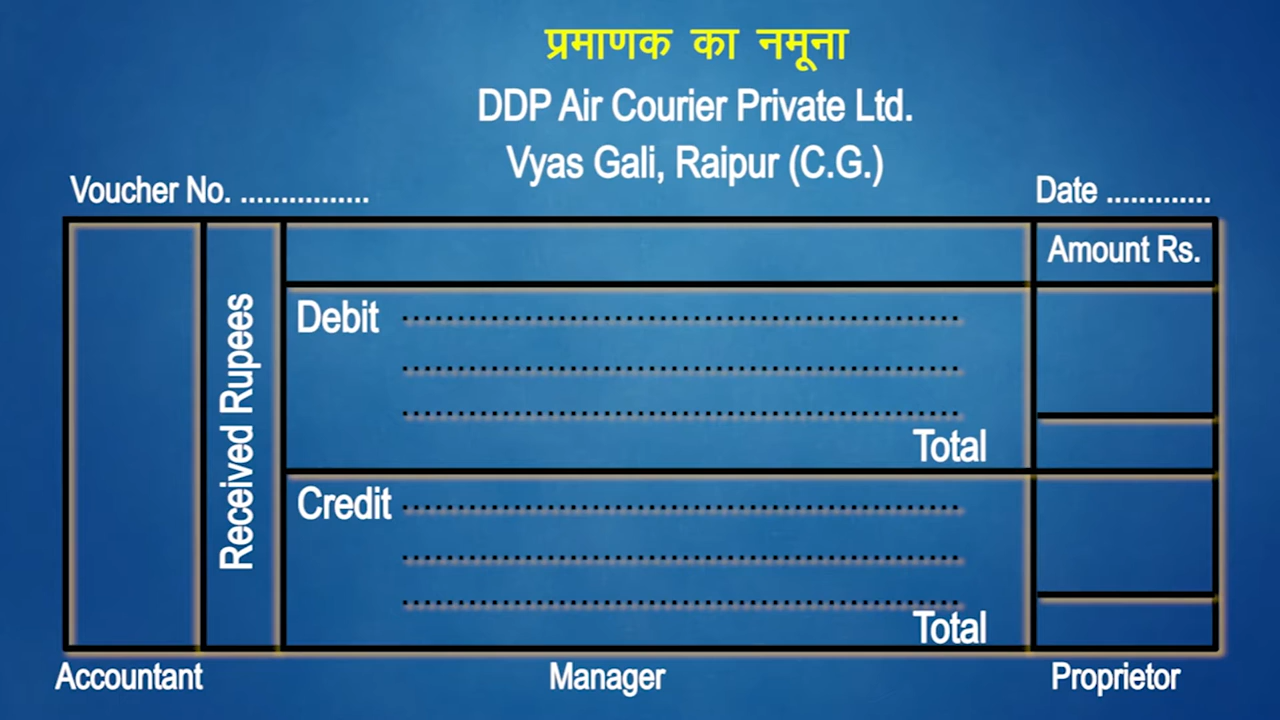 प्रमाणक का नमूना
DDP Air Courier Private Ltd.
Vyas Gali, Raipur (C.G.)
Voucher No. ................
Date .............
Amount Rs.
Received Rupees
Debit
Total
Credit
Total
Accountant
Manager
Proprietor